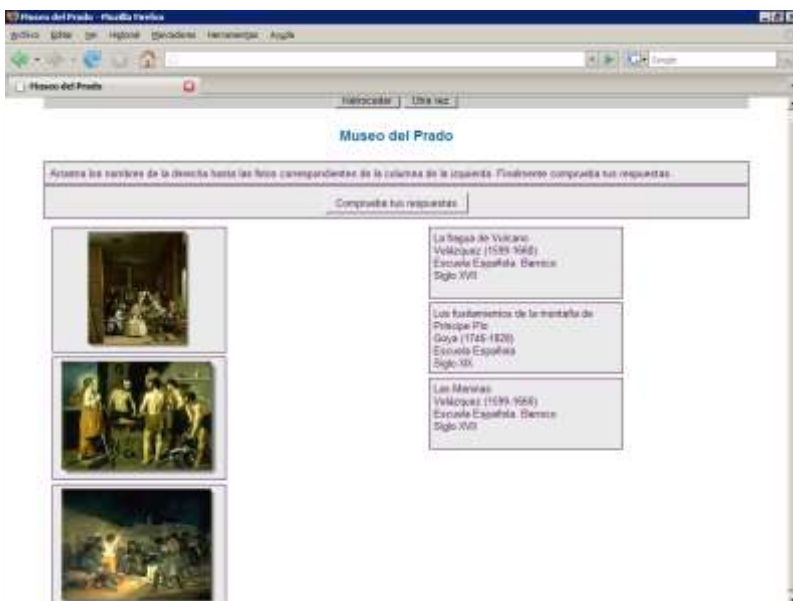 Museo del Prado - Mozilla Firefox
Archivo Editar Ver Historial Marcadores Herramientas Ayuda
Google
Museo del Prado
Retroceder Otra vez
Museo del Prado
Arrastra los nombres de la derecha hasta las fotos correspondientes de la columna de la izquierda. Finalmente comprueba tus respuestas.
Comprueba tus respuestas
La fragua de Vulcano
Velázquez (1599-1660)
Escuela Española. Barroco
Siglo XVII
Los fusilamientos de la montaña de
Príncipe Pío
Goya (1746-1828)
Escuela Española
Siglo XIX
Las Meninas
Velázquez (1599-1660)
Escuela Española. Barroco
Siglo XVII